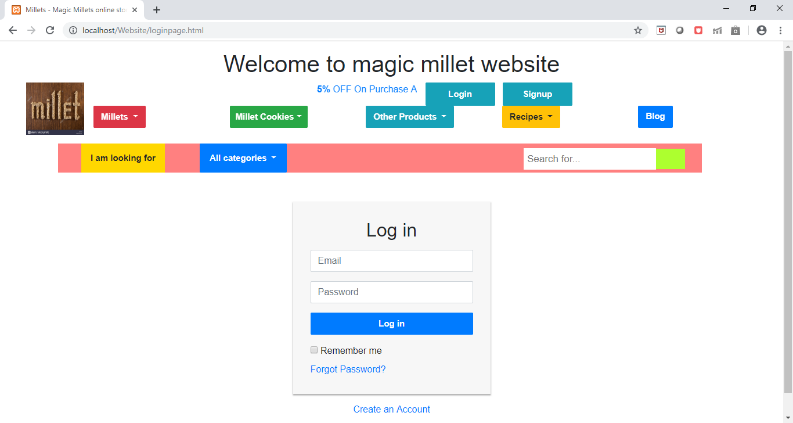 Millets - Magic Millets online sto
localhost/Website/loginpage.html
Welcome to magic millet website
5% OFF On Purchase A
Login
Signup
millet
Millets
Millet Cookies
Other Products
Recipes
Blog
I am looking for
All categories
Search for...
Log in
Email
Password
Log in
Remember me
Forgot Password?
Create an Account